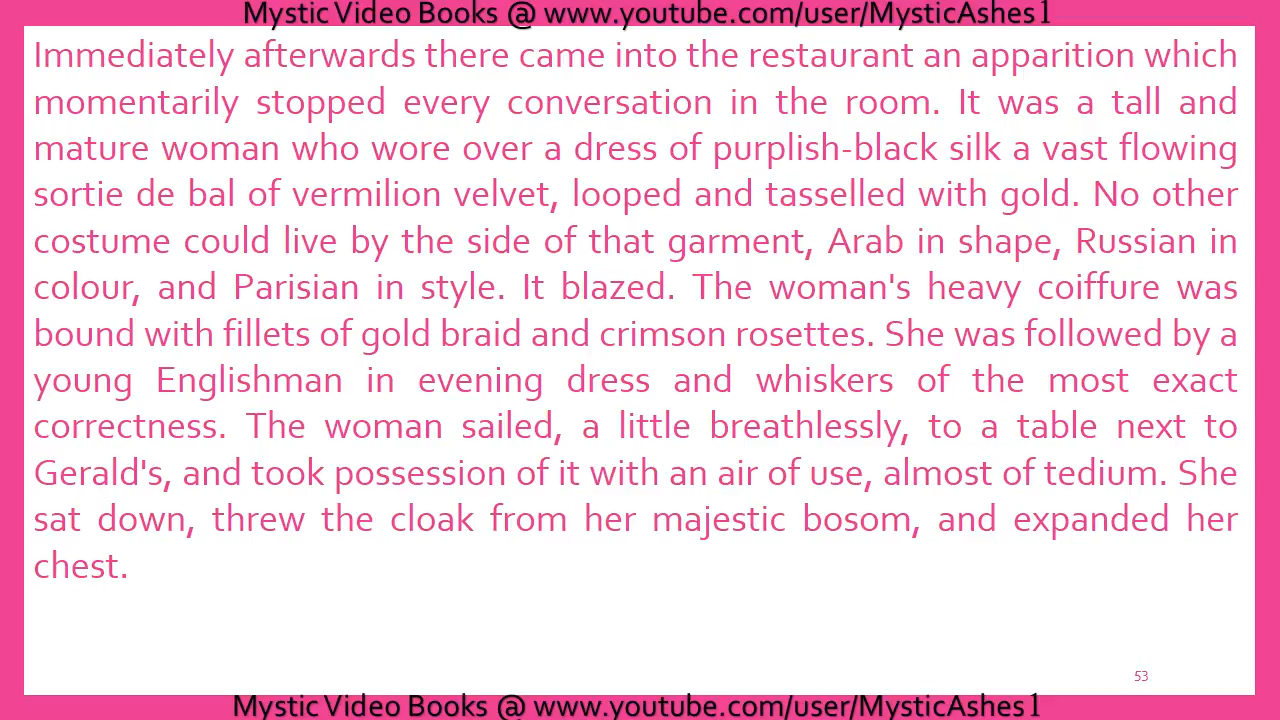 Mystic Video Books @ www.youtube.com/user/MysticAshes1
Immediately afterwards there came into the restaurant an apparition which
momentarily stopped every conversation in the room. It was a tall and
mature woman who wore over a dress of purplish-black silk a vast flowing
sortie de bal of vermilion velvet, looped and tasselled with gold. No other
costume could live by the side of that garment, Arab in shape, Russian in
colour, and Parisian in style. It blazed. The woman's heavy coiffure was
bound with fillets of gold braid and crimson rosettes. She was followed by a
young Englishman in evening dress and whiskers of the most exact
correctness. The woman sailed, a little breathlessly, to a table next to
Gerald's, and took possession of it with an air of use, almost of tedium. She
sat down, threw the cloak from her majestic bosom, and expanded her
chest.
53
Mystic Video Books @ www.youtube.com/user/MysticAshes1